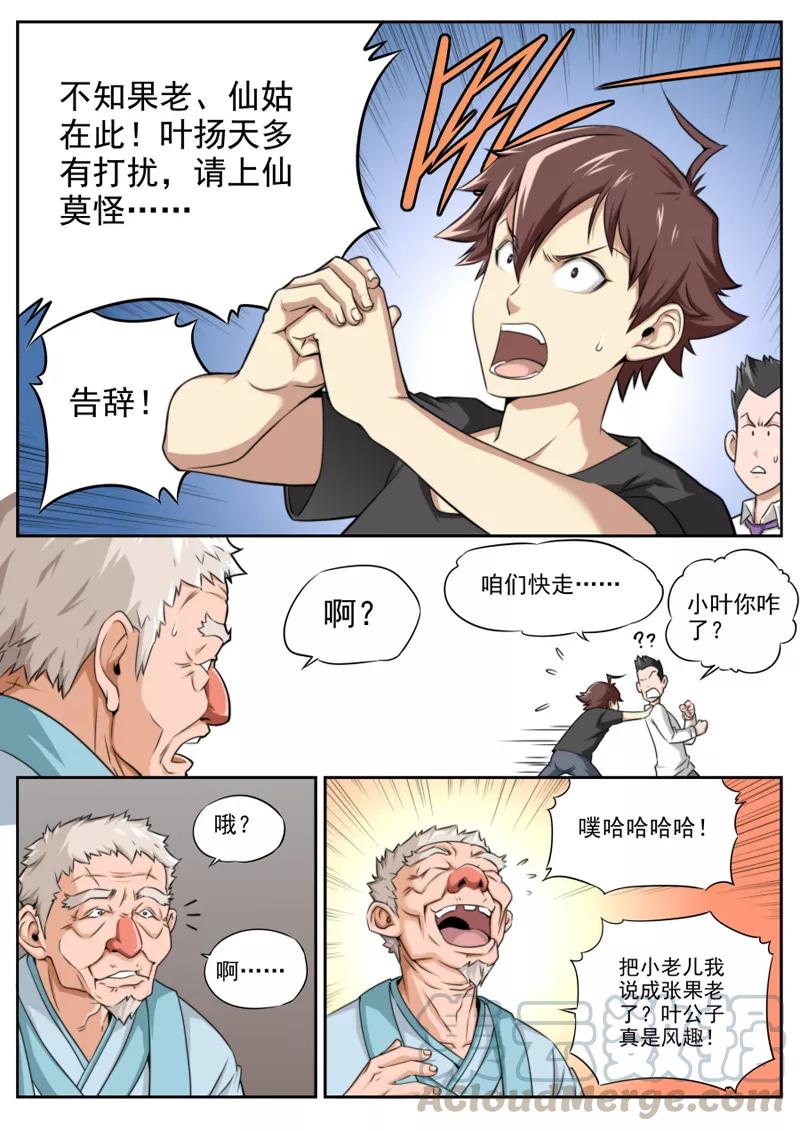 不知果老、仙姑
在此！叶扬天多
有打扰，请上仙
莫怪……
告辞！
啊？
咱们快走……
小叶你咋
了？
??
哦？
啊……
噗哈哈哈哈！
把小老儿我
说成张果老
了？叶公子
真是风趣！
AcloudMerge.com